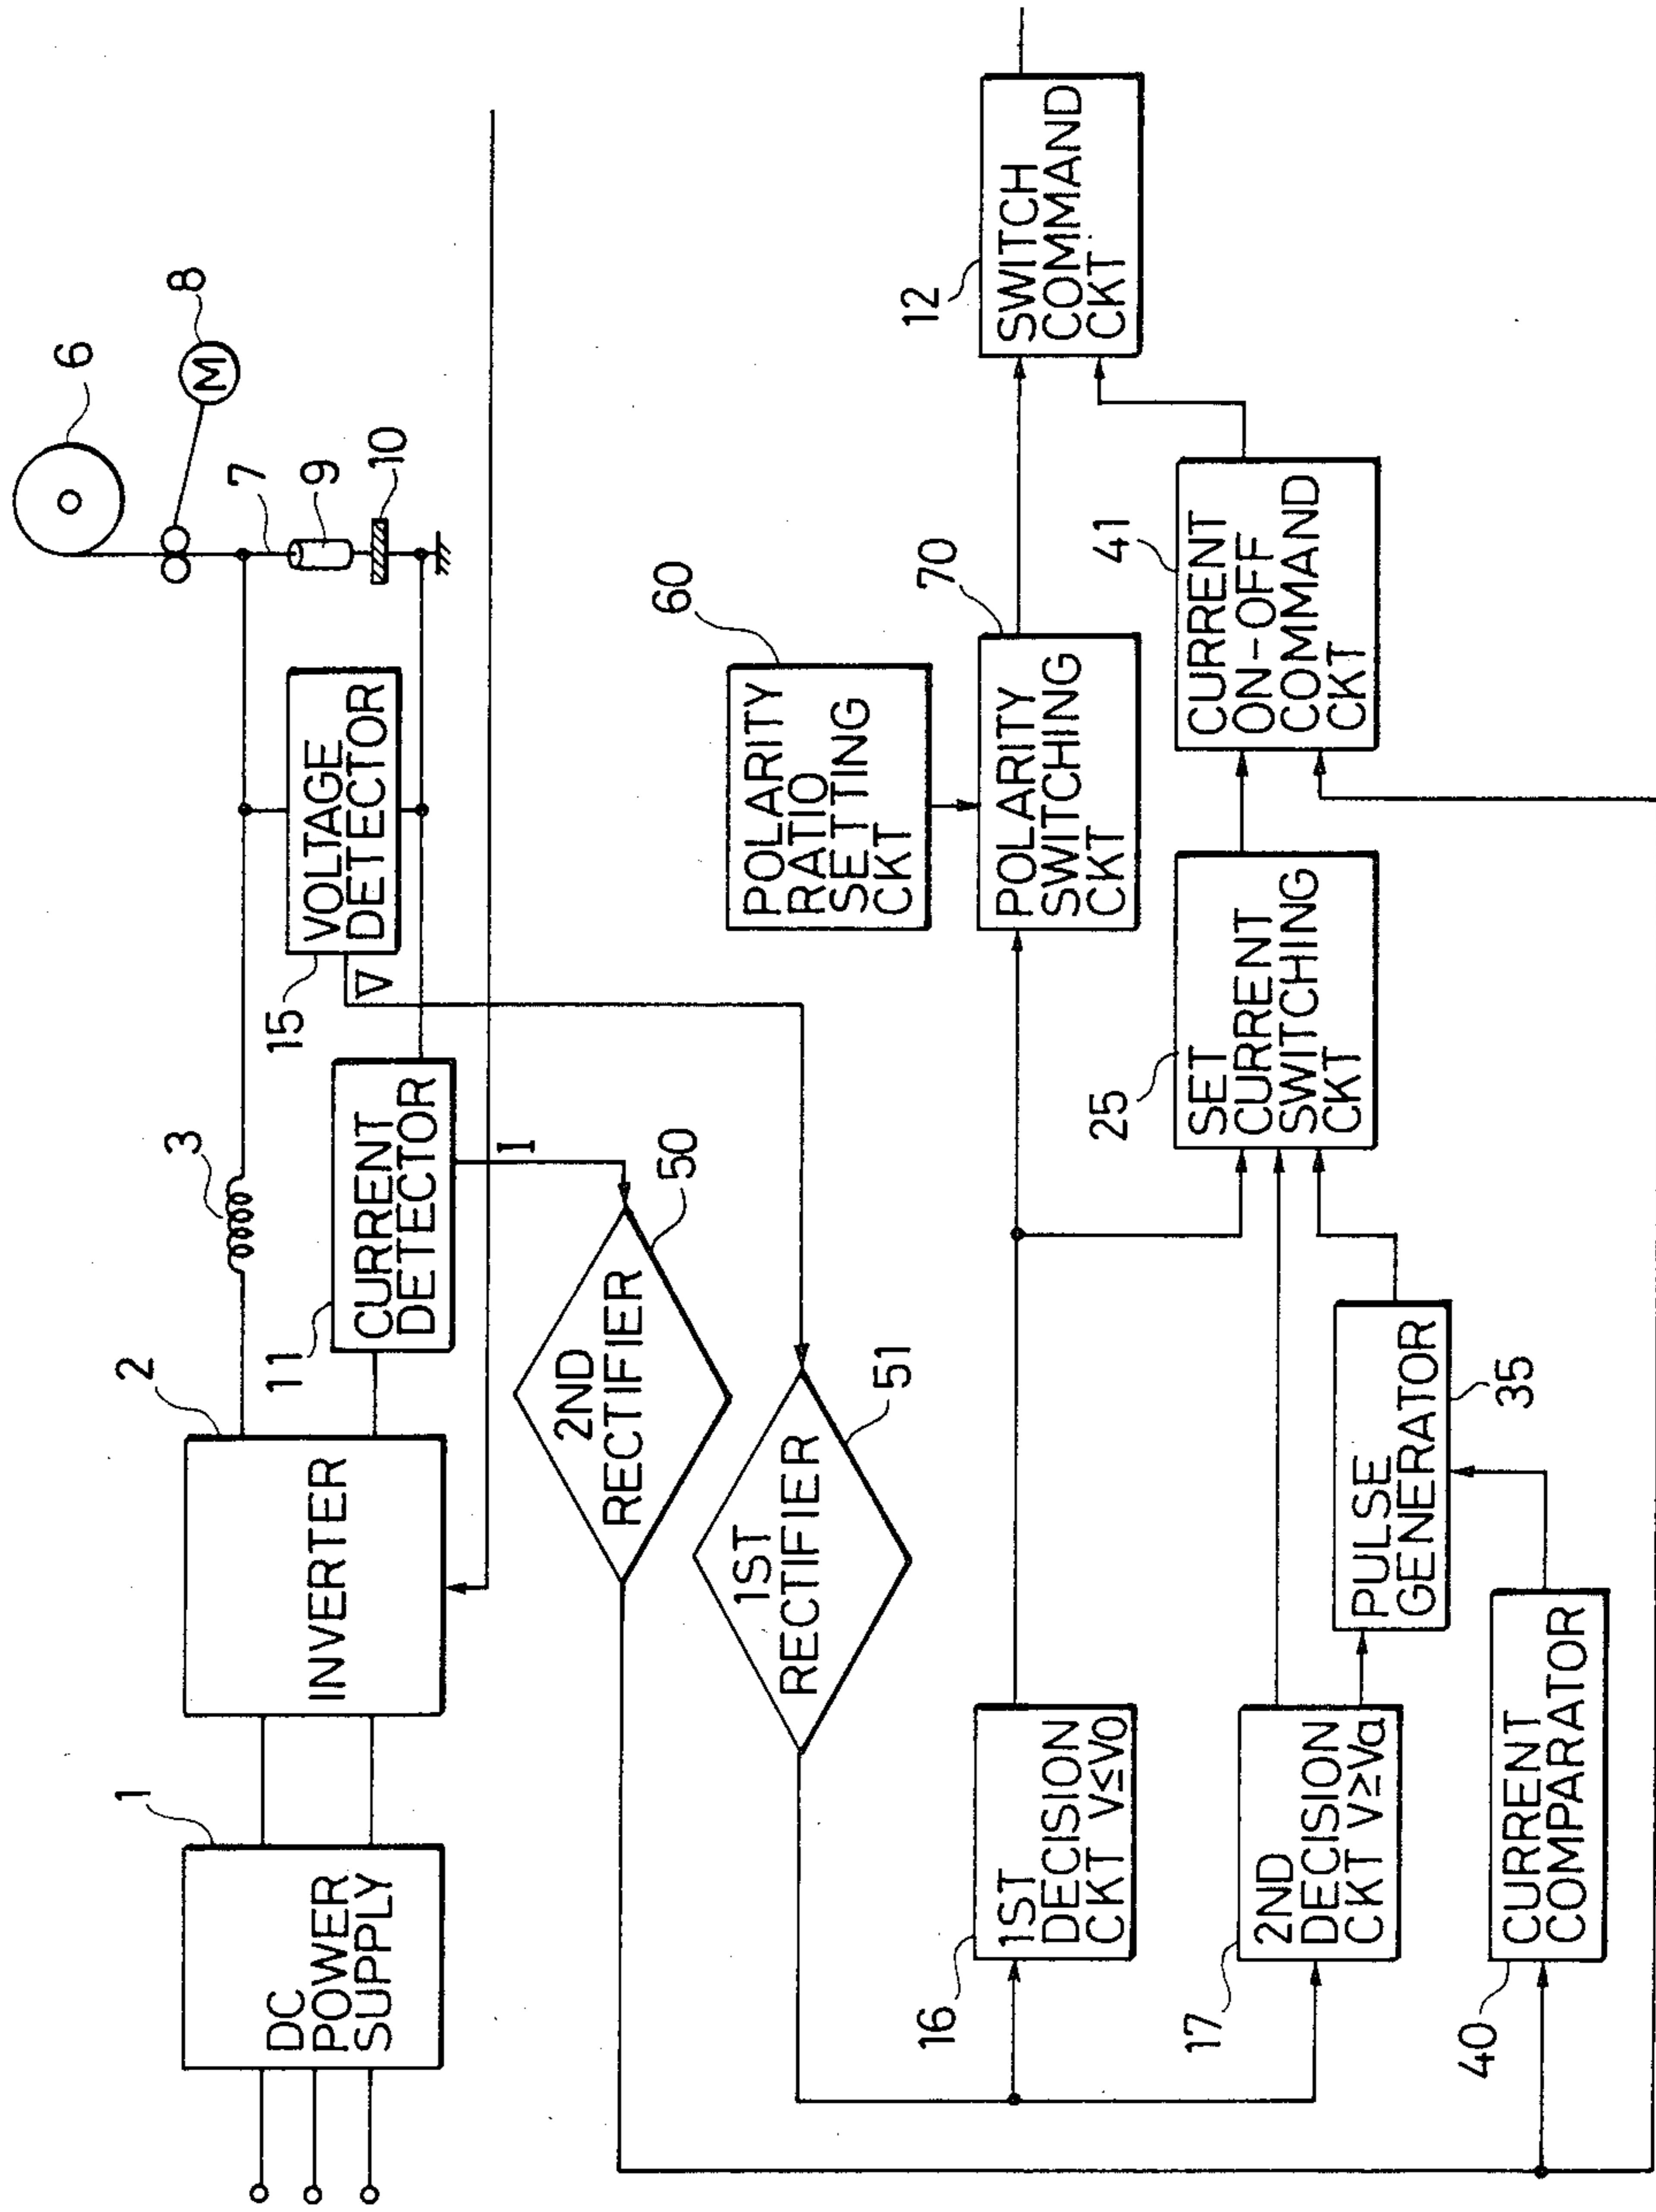 1
DC
POWER
SUPPLY
2
INVERTER
3
11
CURRENT
DETECTOR
I
15
VOLTAGE
DETECTOR
V
6
7
8
M
9
10
50
2ND
RECTIFIER
51
1ST
RECTIFIER
60
POLARITY
RATIO
SETTING
CKT
16
1ST
DECISION
CKT V≤Vo
70
POLARITY
SWITCHING
CKT
12
SWITCH
COMMAND
CKT
17
2ND
DECISION
CKT V≥Va
35
PULSE
GENERATOR
25
SET
CURRENT
SWITCHING
CKT
41
CURRENT
ON-OFF
COMMAND
CKT
40
CURRENT
COMPARATOR